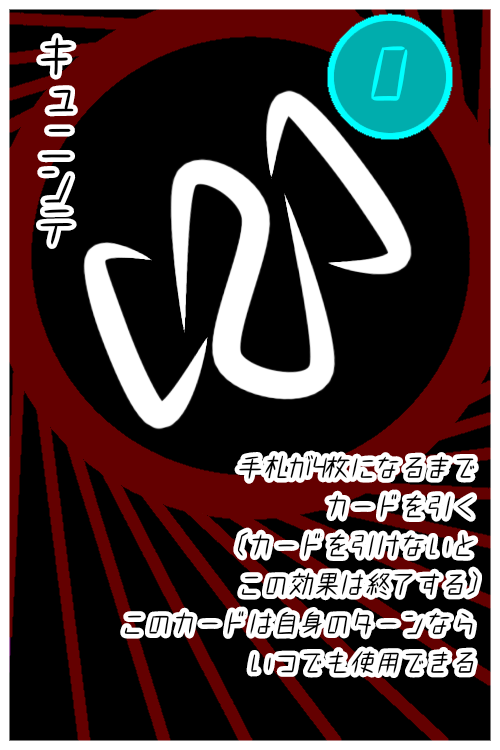 キューニンテ
0
手札が4枚になるまで
カードを引く
(カードを引けないと
この効果は終了する)
このカードは自身のターンなら
いつでも使用できる